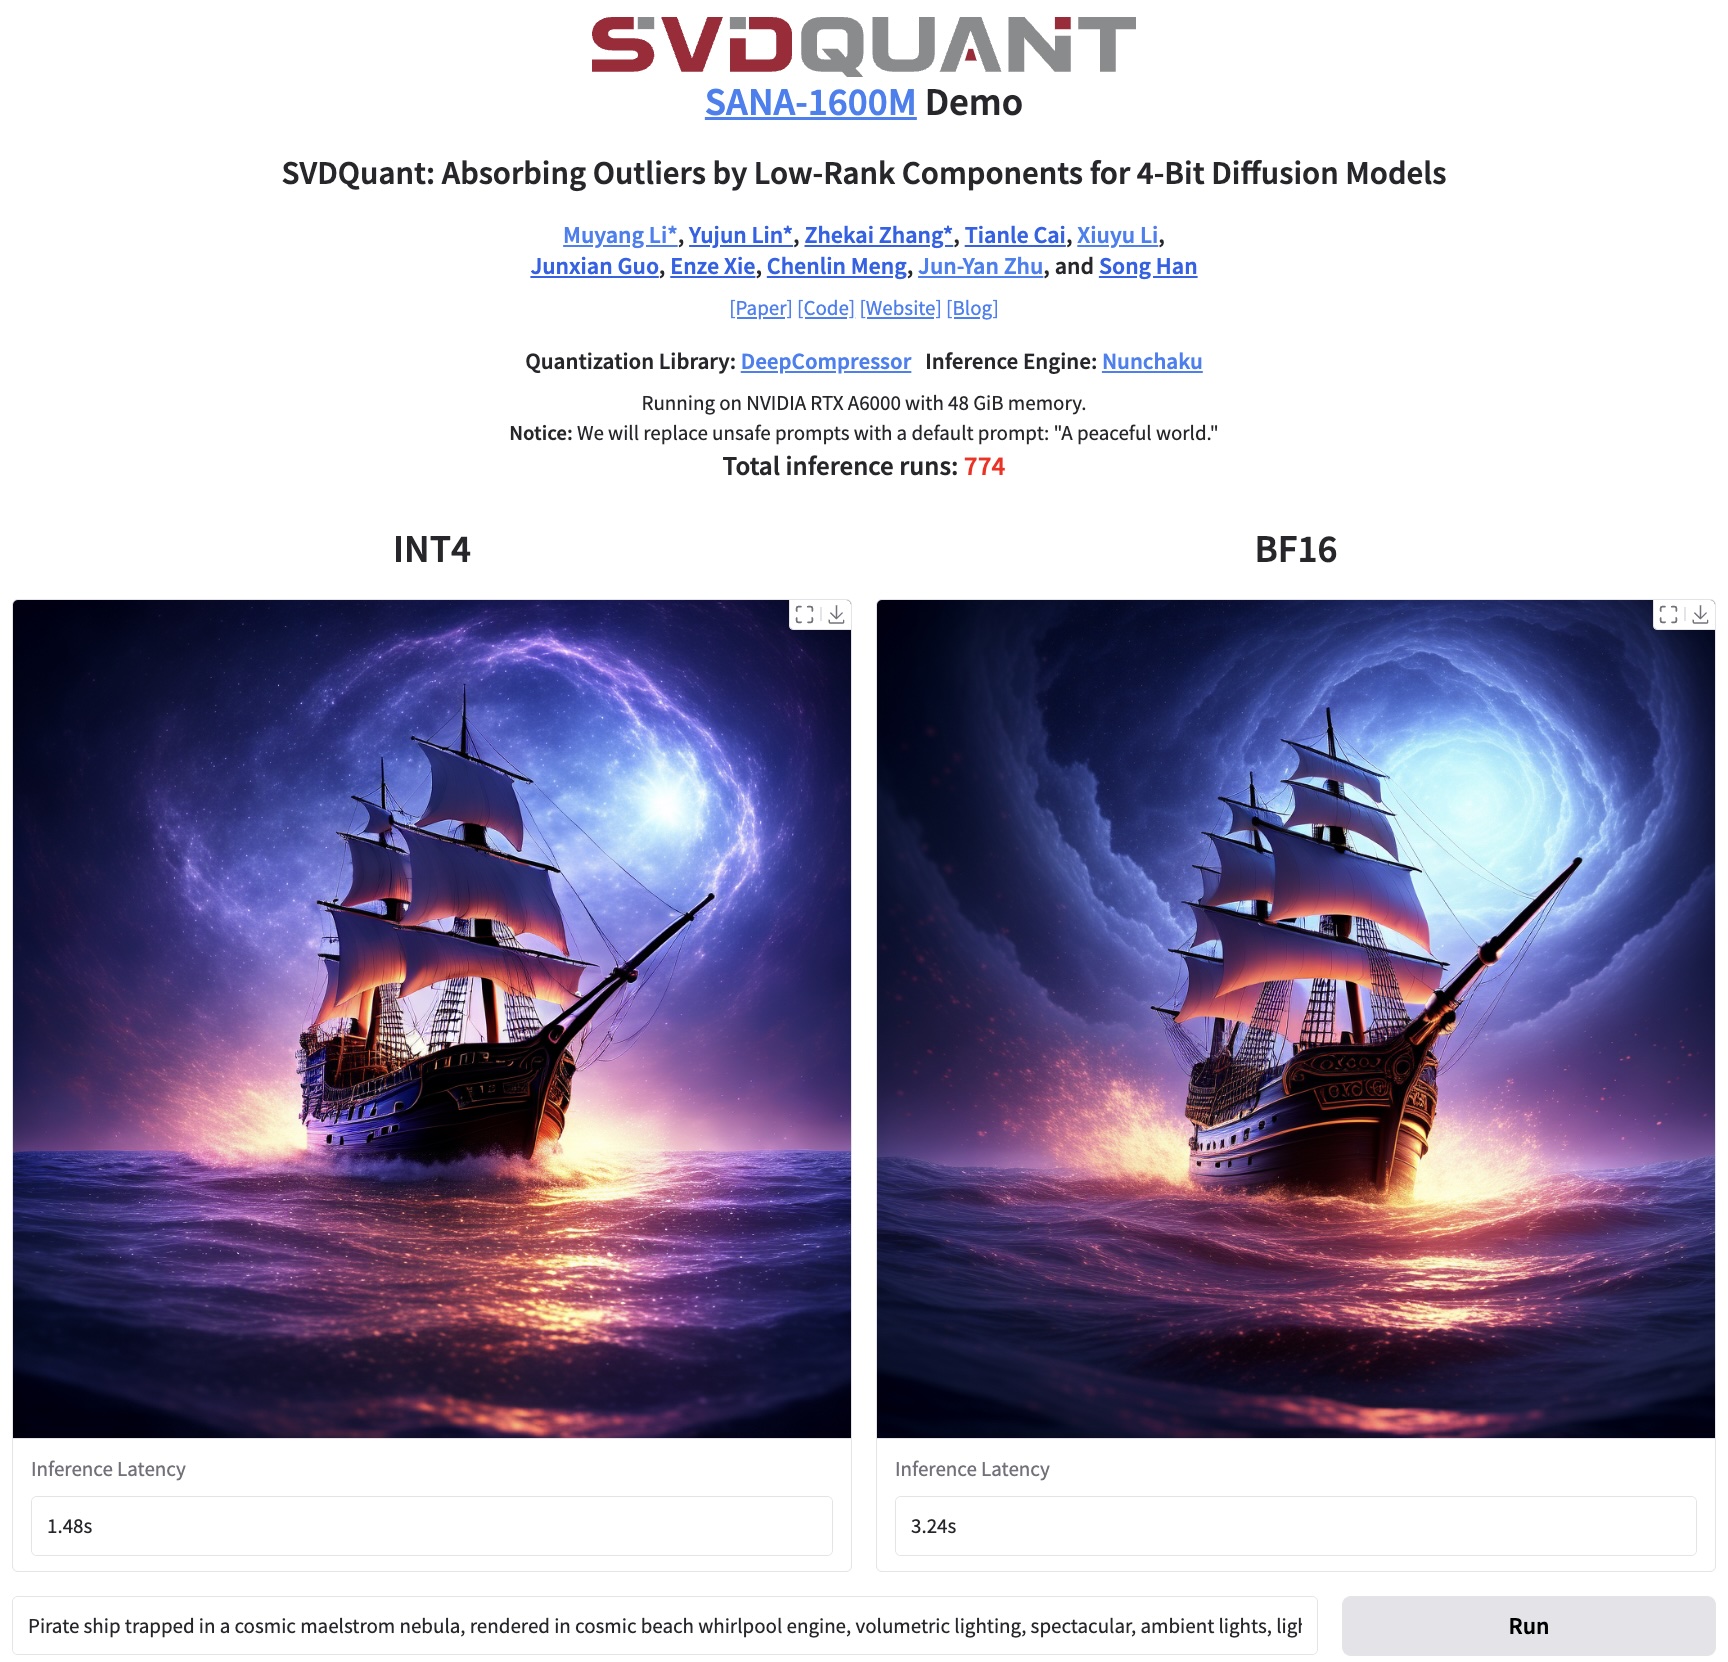 SVDQUANT
SANA-1600M Demo
SVDQuant: Absorbing Outliers by Low-Rank Components for 4-Bit Diffusion Models
Muyang Li*, Yujun Lin*, Zhekai Zhang*, Tianle Cai, Xiuyu Li,
Junxian Guo, Enze Xie, Chenlin Meng, Jun-Yan Zhu, and Song Han
[Paper] [Code] [Website] [Blog]
Quantization Library: DeepCompressor Inference Engine: Nunchaku
Running on NVIDIA RTX A6000 with 48 GiB memory.
Notice: We will replace unsafe prompts with a default prompt: "A peaceful world."
Total inference runs: 774
INT4
BF16
Inference Latency
1.48s
Inference Latency
3.24s
Pirate ship trapped in a cosmic maelstrom nebula, rendered in cosmic beach whirlpool engine, volumetric lighting, spectacular, ambient lights,
Run